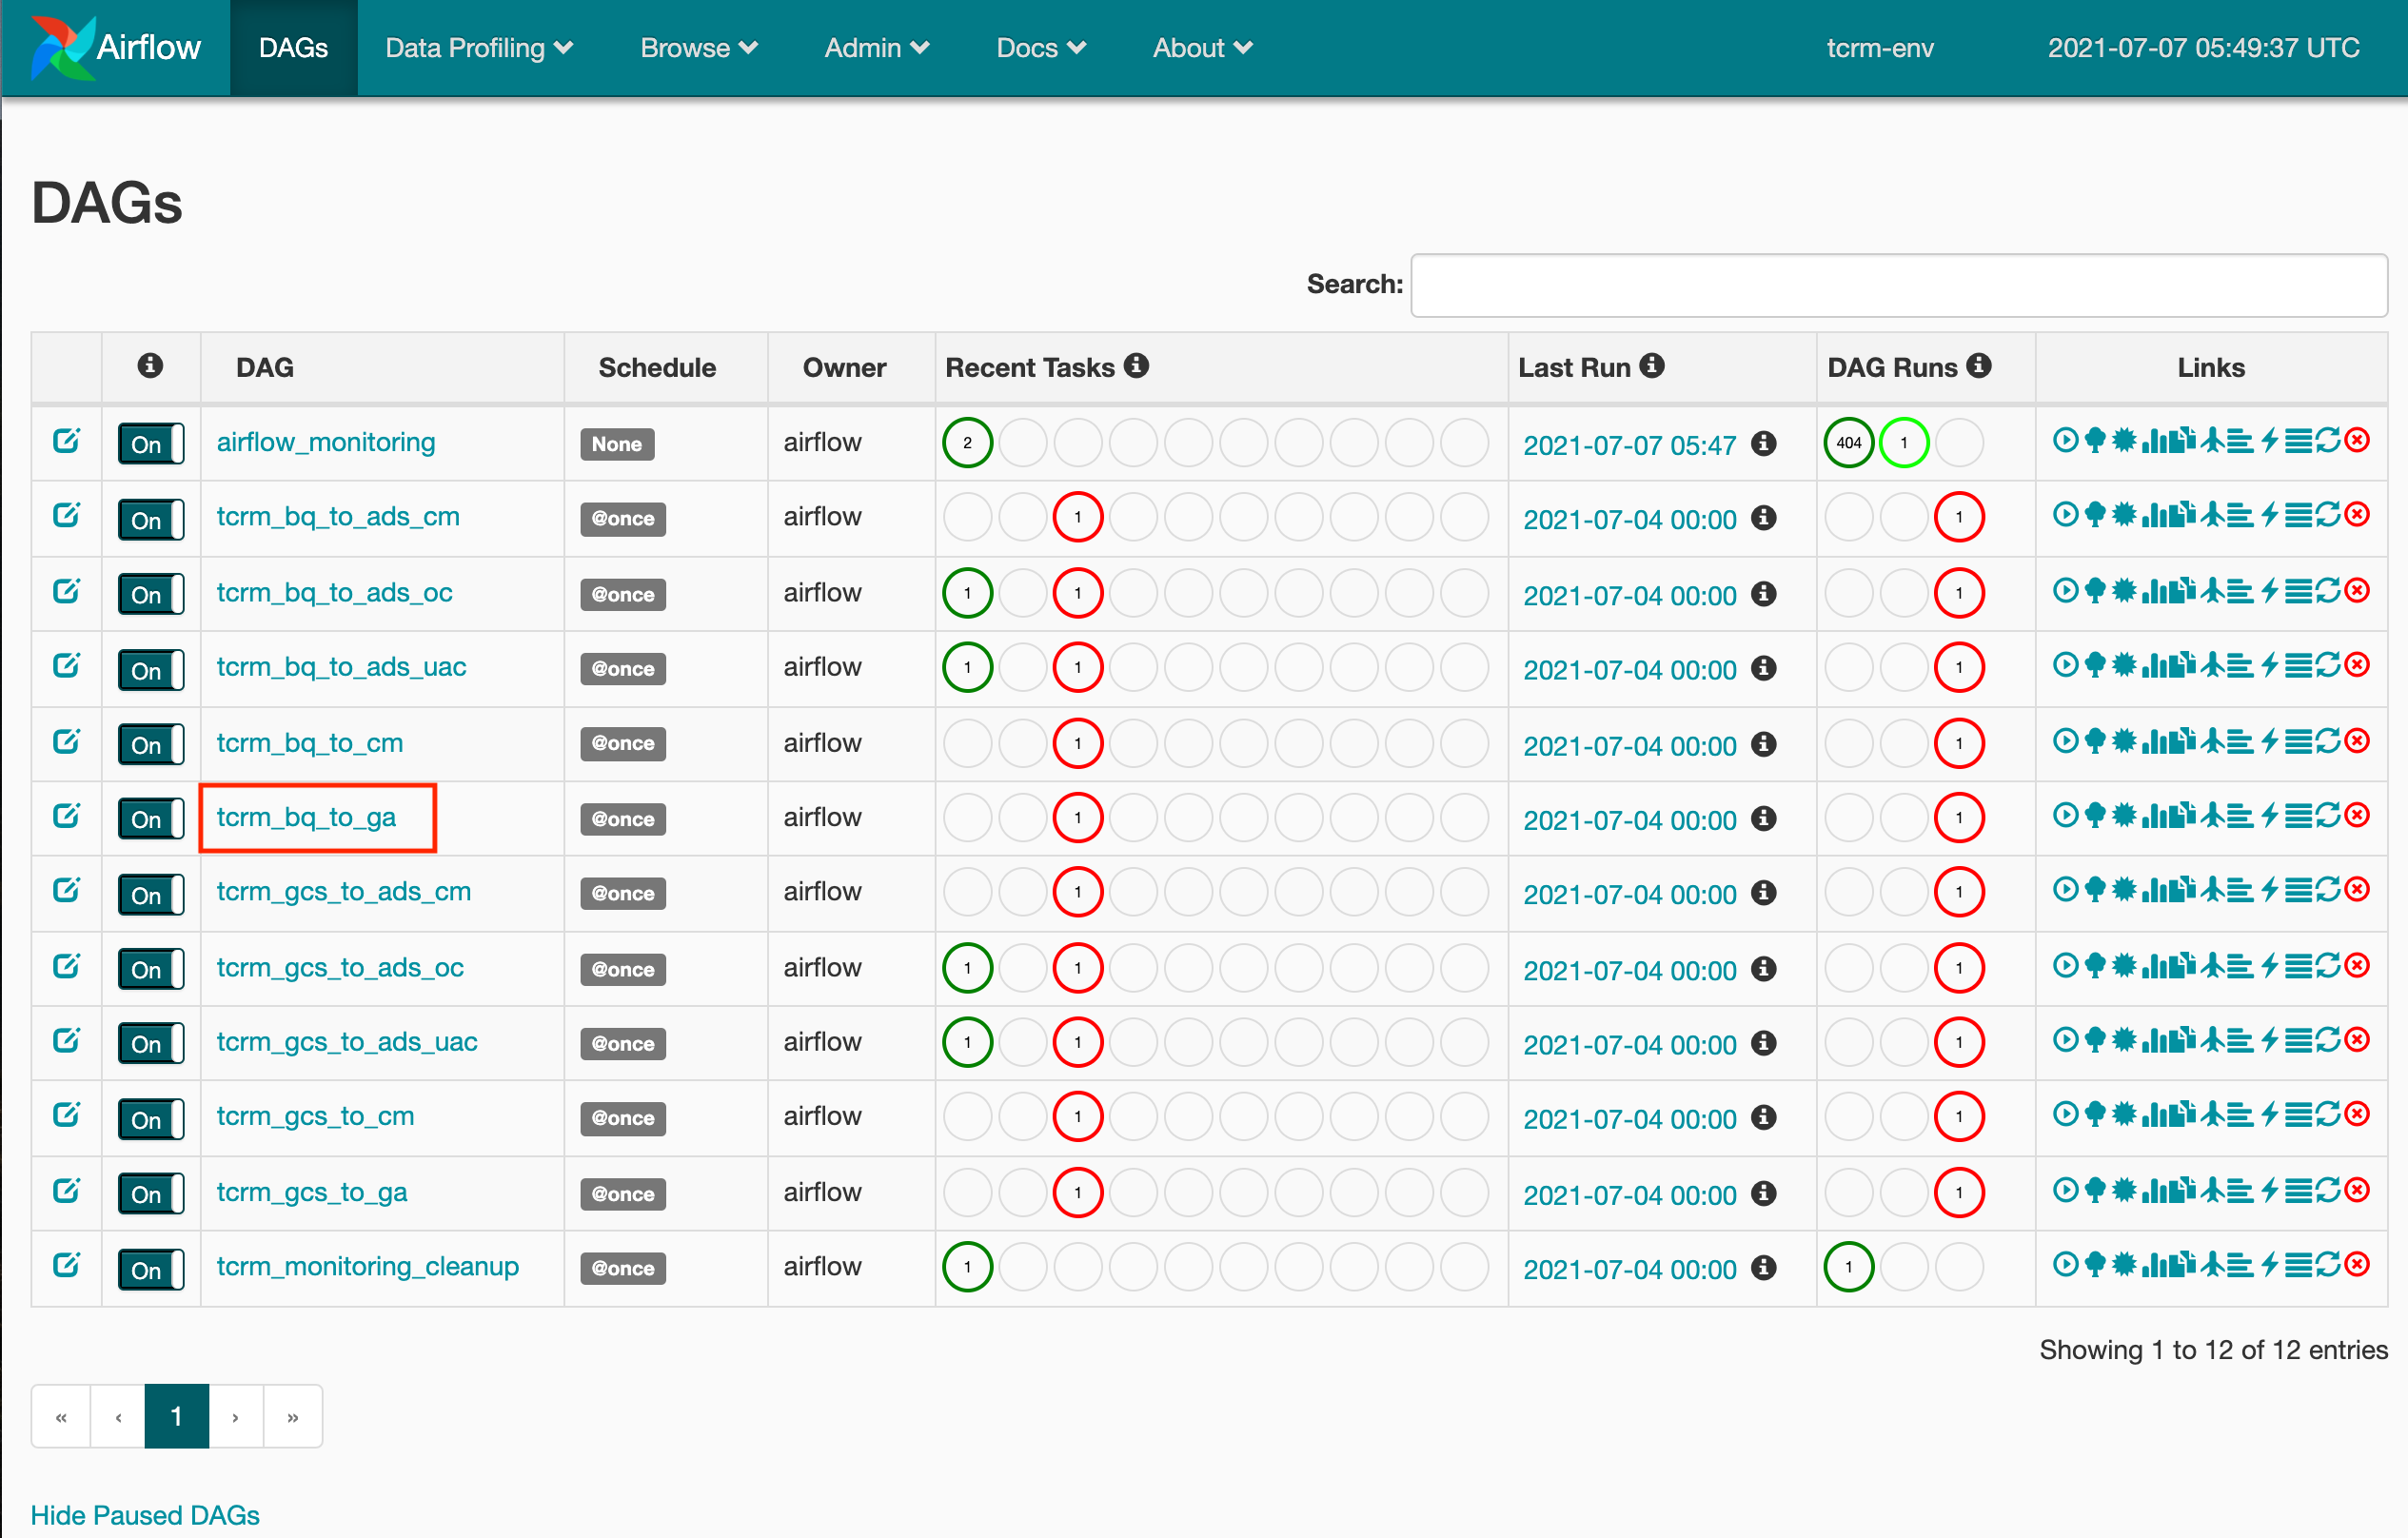 Airflow DAGs Data Profiling Browse Admin Docs About tcrm-env 2021-07-07 05:49:37 UTC
DAGs
Search:
DAG Schedule Owner Recent Tasks Last Run DAG Runs Links
On airflow_monitoring None airflow 2 2021-07-07 05:47 404 1
On tcrm_bq_to_ads_cm @once airflow 1 2021-07-04 00:00 1
On tcrm_bq_to_ads_oc @once airflow 1 1 2021-07-04 00:00 1
On tcrm_bq_to_ads_uac @once airflow 1 1 2021-07-04 00:00 1
On tcrm_bq_to_cm @once airflow 1 2021-07-04 00:00 1
On tcrm_bq_to_ga @once airflow 1 2021-07-04 00:00 1
On tcrm_gcs_to_ads_cm @once airflow 1 2021-07-04 00:00 1
On tcrm_gcs_to_ads_oc @once airflow 1 1 2021-07-04 00:00 1
On tcrm_gcs_to_ads_uac @once airflow 1 1 2021-07-04 00:00 1
On tcrm_gcs_to_cm @once airflow 1 2021-07-04 00:00 1
On tcrm_gcs_to_ga @once airflow 1 2021-07-04 00:00 1
On tcrm_monitoring_cleanup @once airflow 1 2021-07-04 00:00 1
Showing 1 to 12 of 12 entries
« ‹ 1 › »
Hide Paused DAGs